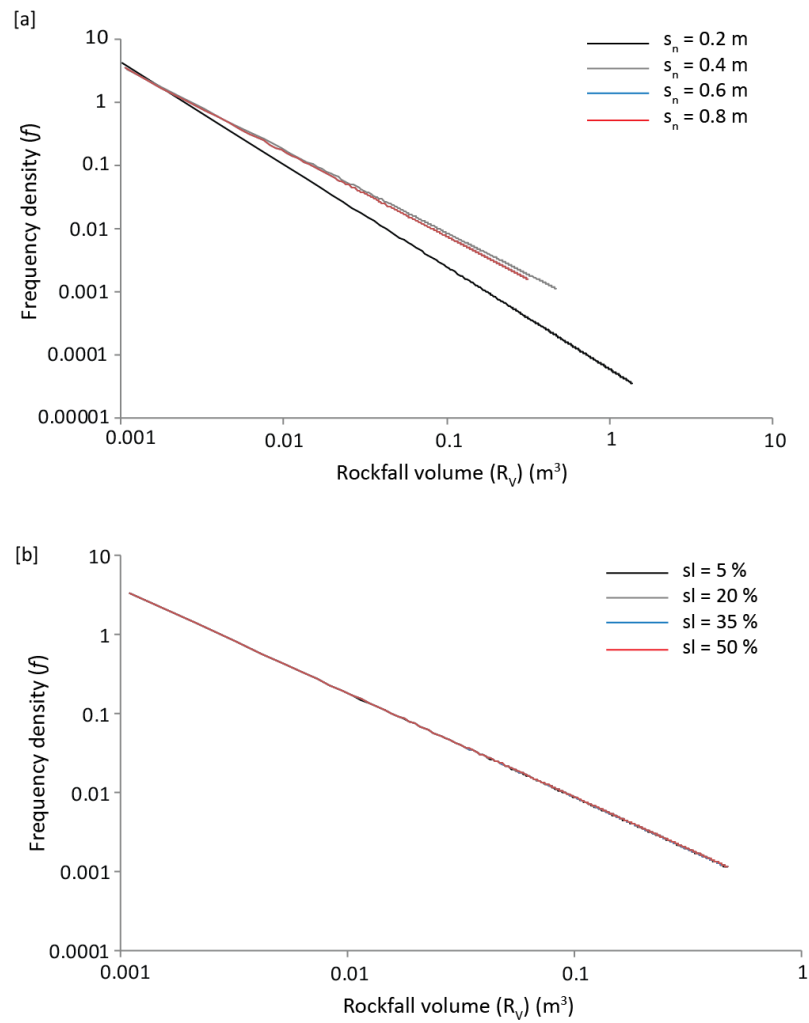 [a]
10
1
0.1
0.01
0.001
0.0001
0.00001
Frequency density (f)
0.001
0.01
0.1
1
10
Rockfall volume (R_V) (m³)
s_n = 0.2 m
s_n = 0.4 m
s_n = 0.6 m
s_n = 0.8 m
[b]
10
1
0.1
0.01
0.001
0.0001
Frequency density (f)
0.001
0.01
0.1
1
Rockfall volume (R_V) (m³)
sl = 5 %
sl = 20 %
sl = 35 %
sl = 50 %